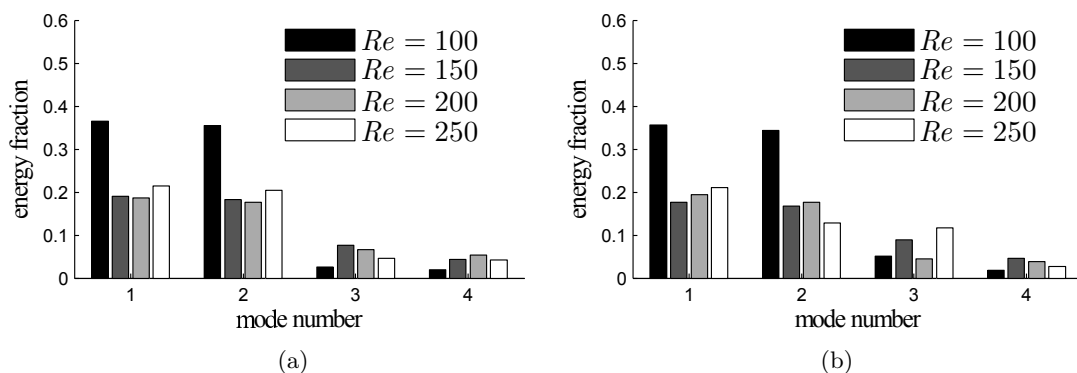 0.6
0.5
0.4
0.3
0.2
0.1
0
energy fraction
Re = 100
Re = 150
Re = 200
Re = 250
1 2 3 4
mode number
(a)
0.6
0.5
0.4
0.3
0.2
0.1
0
energy fraction
Re = 100
Re = 150
Re = 200
Re = 250
1 2 3 4
mode number
(b)